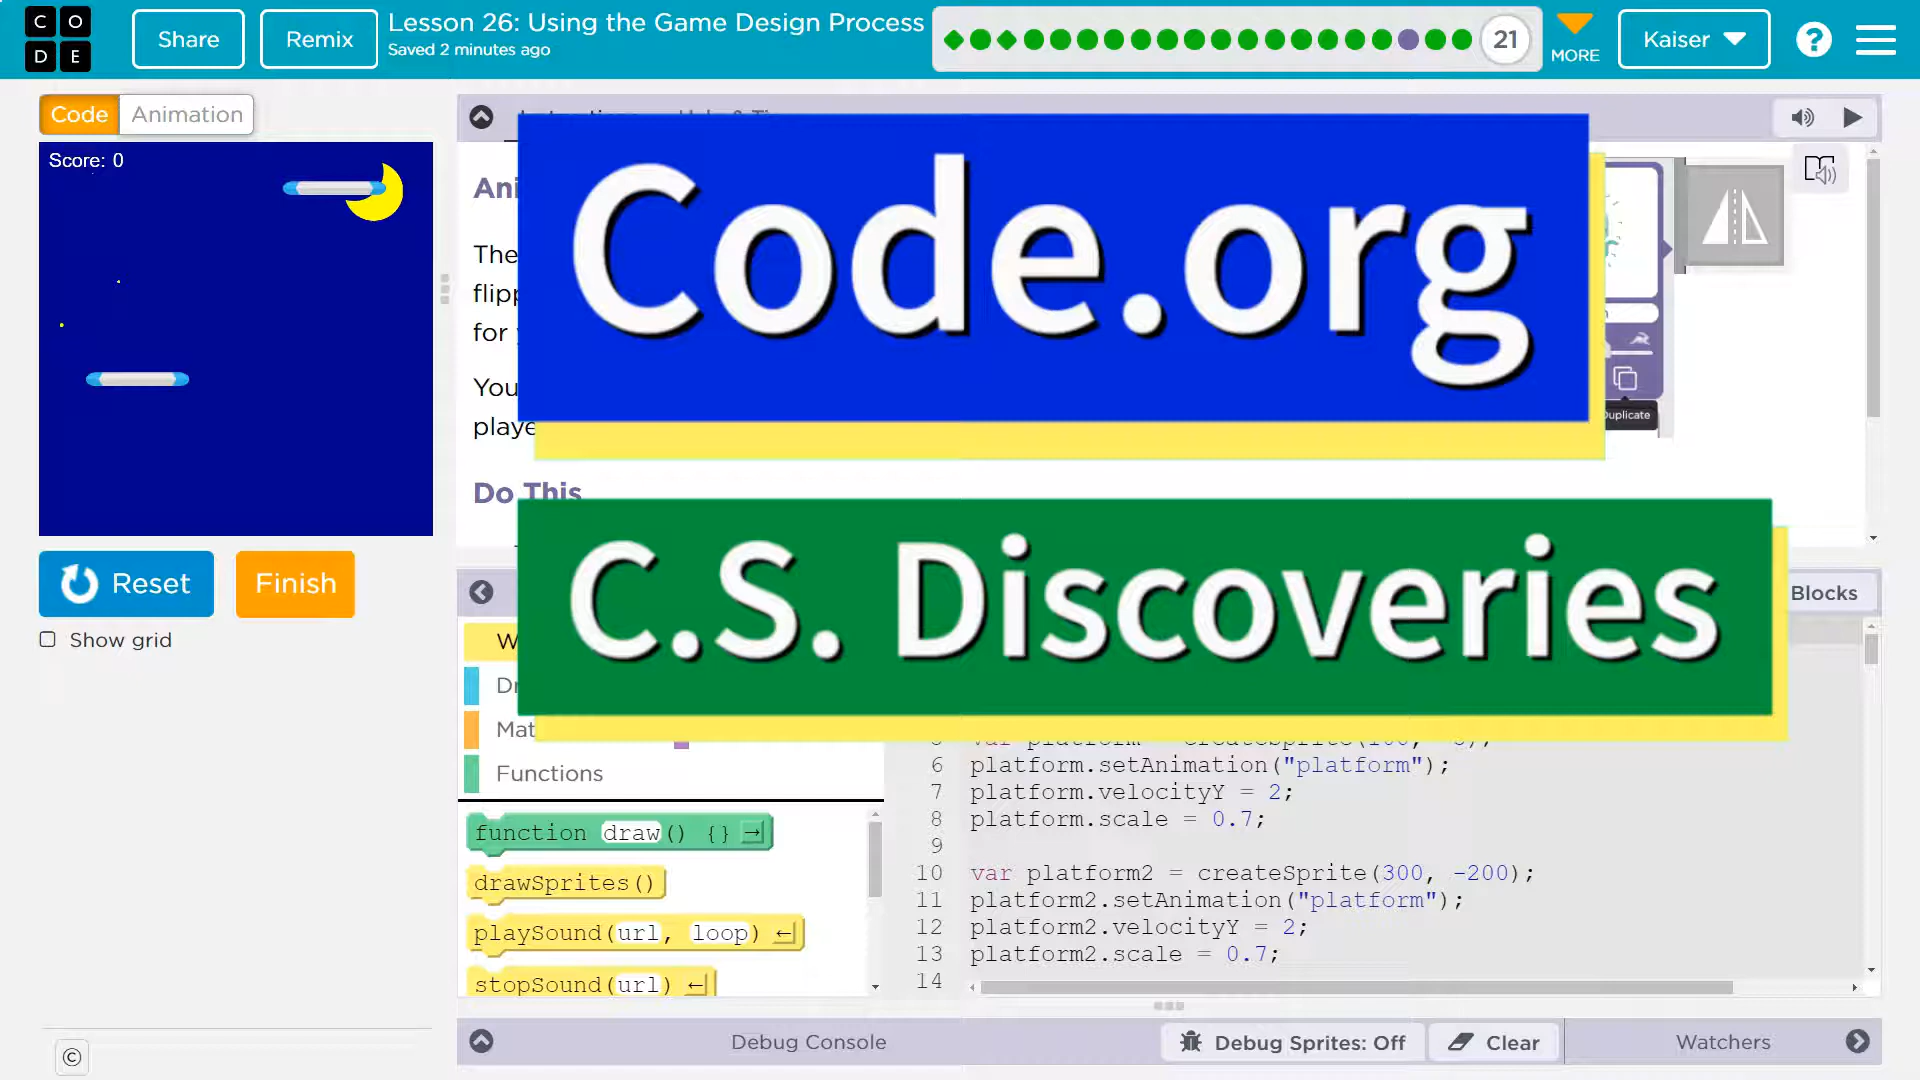 CODE
Share
Remix
Lesson 26: Using the Game Design Process
Saved 2 minutes ago
21
MORE
Kaiser
?
Code
Animation
Score: 0
Code.org
Ani
The
flipp
for
You
playe
Duplicate
Do This
C.S. Discoveries
Reset
Finish
Show grid
Blocks
W
Dr
Mat
Functions
function draw() {}
drawSprites()
playSound(url, loop)
stopSound(url)
6 platform.setAnimation("platform");
7 platform.velocityY = 2;
8 platform.scale = 0.7;
9
10 var platform2 = createSprite(300, -200);
11 platform2.setAnimation("platform");
12 platform2.velocityY = 2;
13 platform2.scale = 0.7;
14
©
Debug Console
Debug Sprites: Off
Clear
Watchers